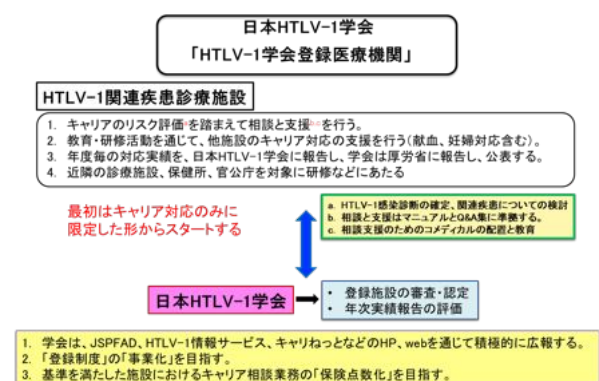 日本HTLV-1学会
「HTLV-1学会登録医療機関」
HTLV-1関連疾患診療施設
1. キャリアのリスク評価aを踏まえて相談と支援b,cを行う。
2. 教育・研修活動を通じて、他施設のキャリア対応の支援を行う(献血、妊婦対応含む)。
3. 年度毎の対応実績を、日本HTLV-1学会に報告し、学会は厚労省に報告し、公表する。
4. 近隣の診療施設、保健所、官公庁を対象に研修などにあたる
最初はキャリア対応のみに
限定した形からスタートする
a. HTLV-1感染診断の確定、関連疾患についての検討
b. 相談と支援はマニュアルとQ&A集に準拠する。
c. 相談支援のためのコメディカルの配置と教育
日本HTLV-1学会
・ 登録施設の審査・認定
・ 年次実績報告の評価
1. 学会は、JSPFAD、HTLV-1情報サービス、キャリねっとなどのHP、webを通じて積極的に広報する。
2. 「登録制度」の「事業化」を目指す。
3. 基準を満たした施設におけるキャリア相談業務の「保険点数化」を目指す。